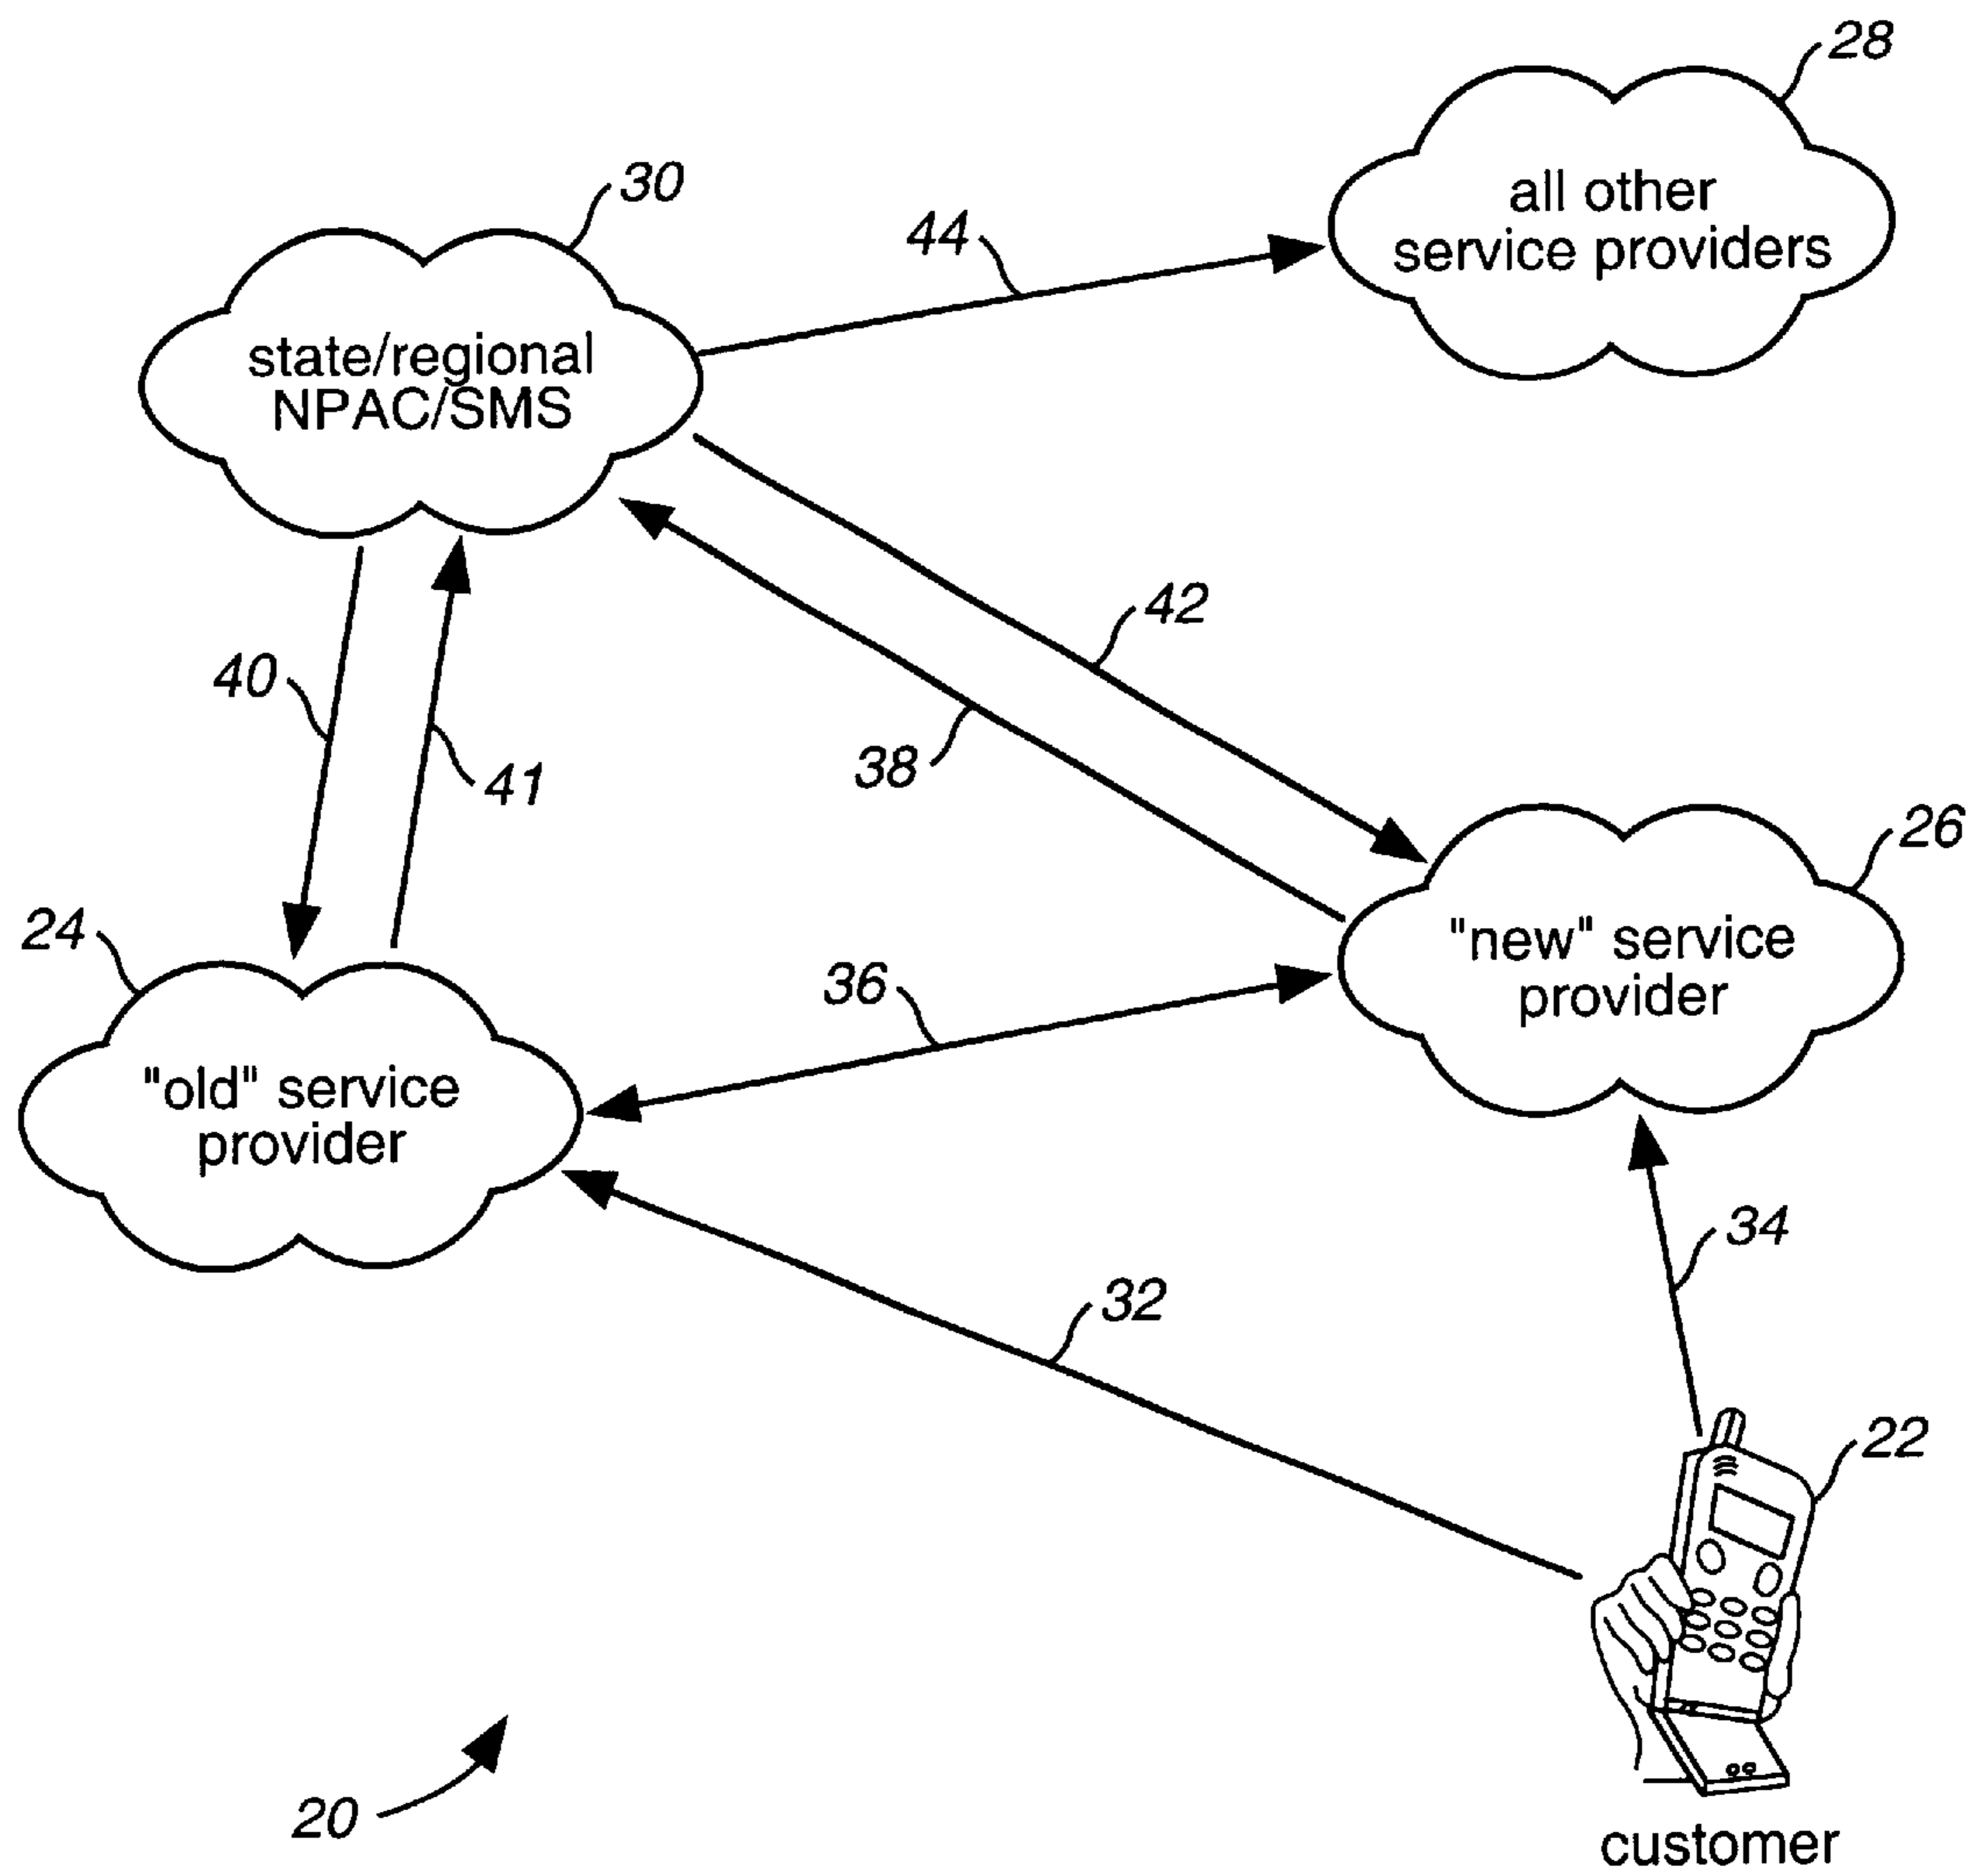 28
all other
service providers
30
44
state/regional
NPAC/SMS
42
40
38
41
26
"new" service
provider
24
36
"old" service
provider
34
32
22
20
customer